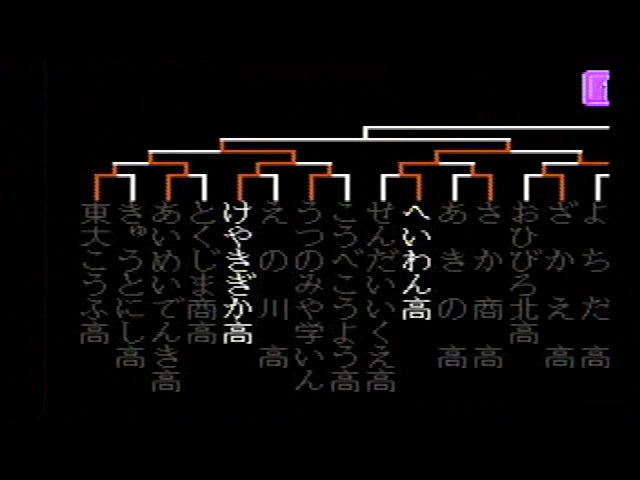 よちだ高
ざかえ高
おひびろ北高
さか商高
あきの高
へいわん高
せんだいいくえ高
こうべこうよう高
うつのみや学いん
えの川高
けやきぎか高
とくじま商高
あいめいでんき高
きゅうとにし高
東大こうふ高